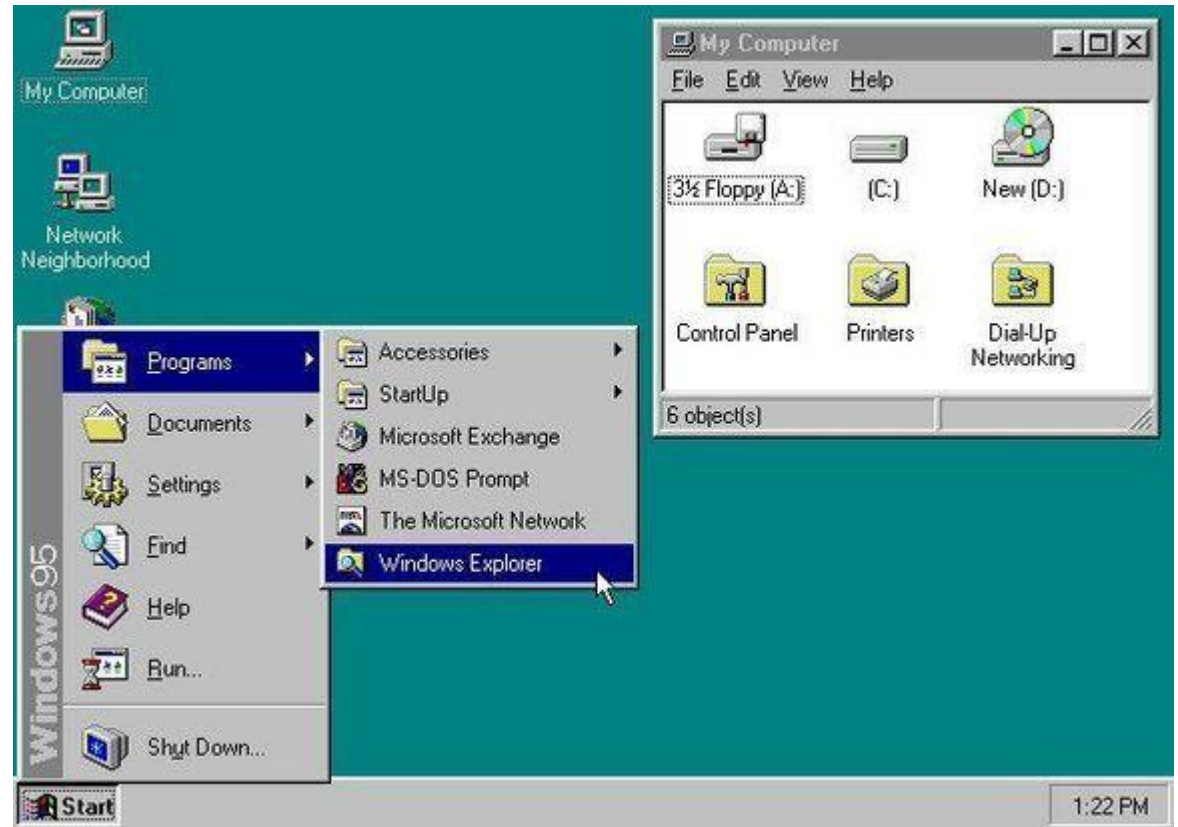 My Computer
Network
Neighborhood
My Computer
File Edit View Help
3½ Floppy (A:) (C:) New (D:)
Control Panel Printers Dial-Up
Networking
6 object(s)
Windows95
Programs
Documents
Settings
Find
Help
Run...
Shut Down...
Accessories
StartUp
Microsoft Exchange
MS-DOS Prompt
The Microsoft Network
Windows Explorer
Start
1:22 PM